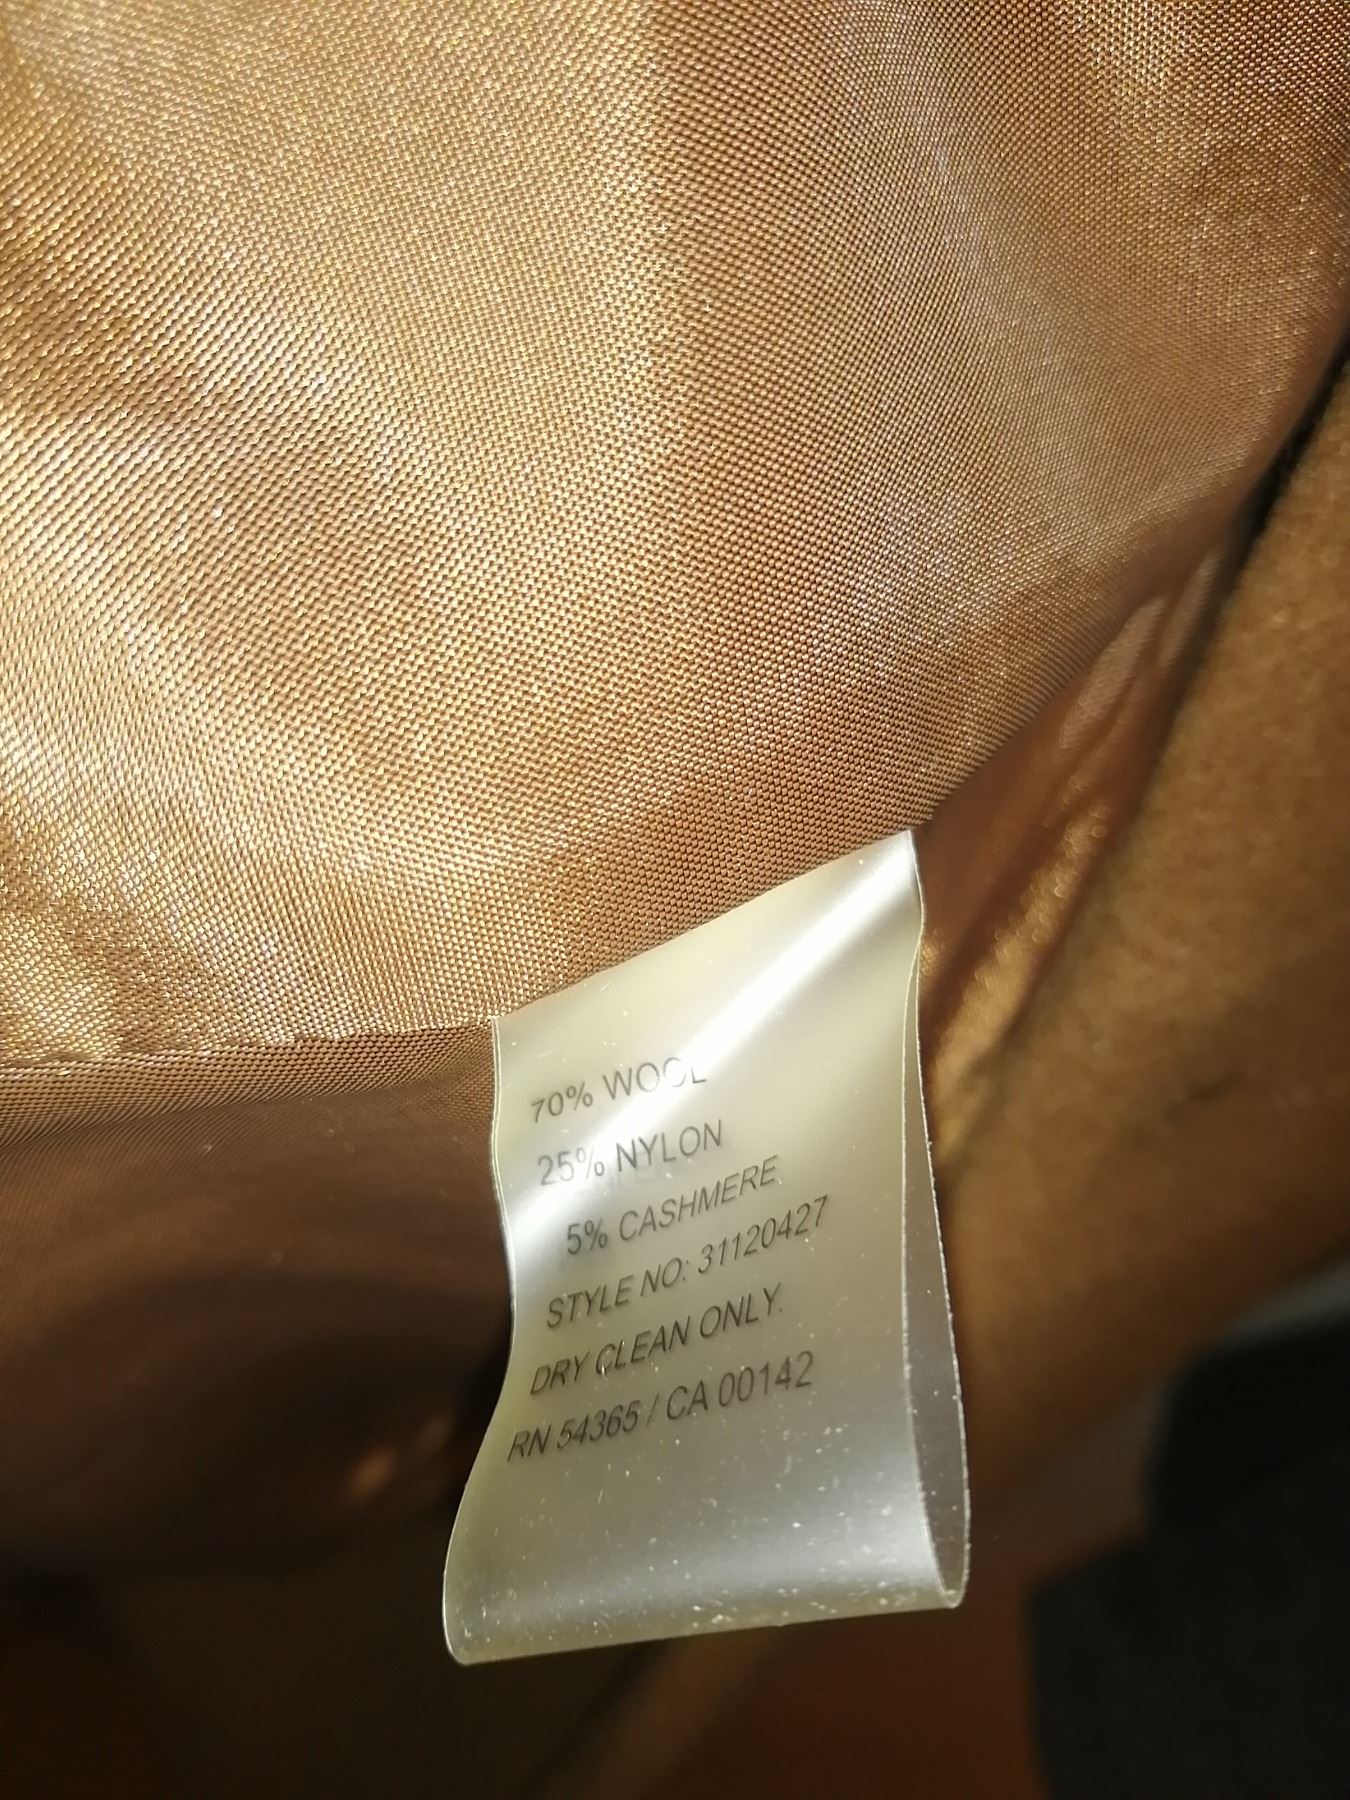 70% WOOL
25% NYLON
5% CASHMERE
STYLE NO: 31120427
DRY CLEAN ONLY.
RN 54365 / CA 00142